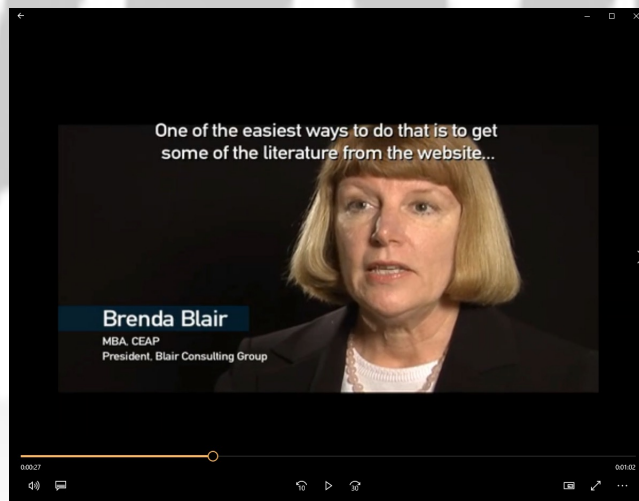 One of the easiest ways to do that is to get
some of the literature from the website...
Brenda Blair
MBA, CEAP
President, Blair Consulting Group
0:00:27
0:01:02
10
30